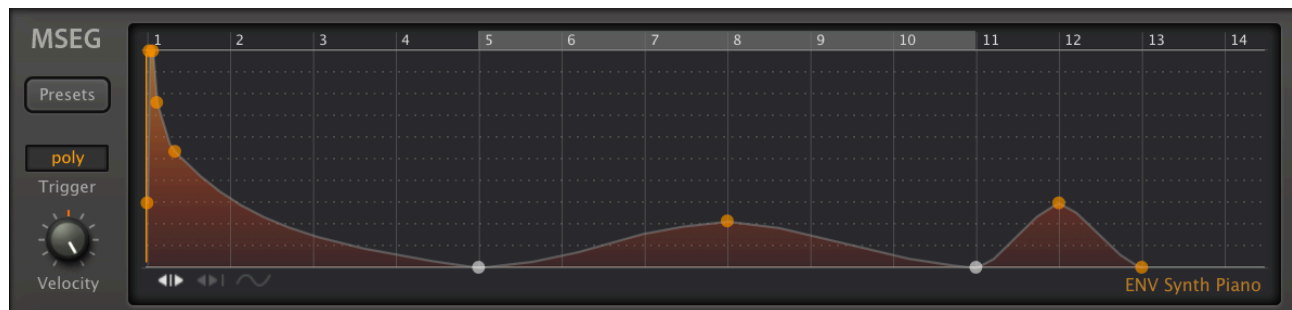 MSEG
1 2 3 4 5 6 7 8 9 10 11 12 13 14
Presets
poly
Trigger
Velocity
ENV Synth Piano